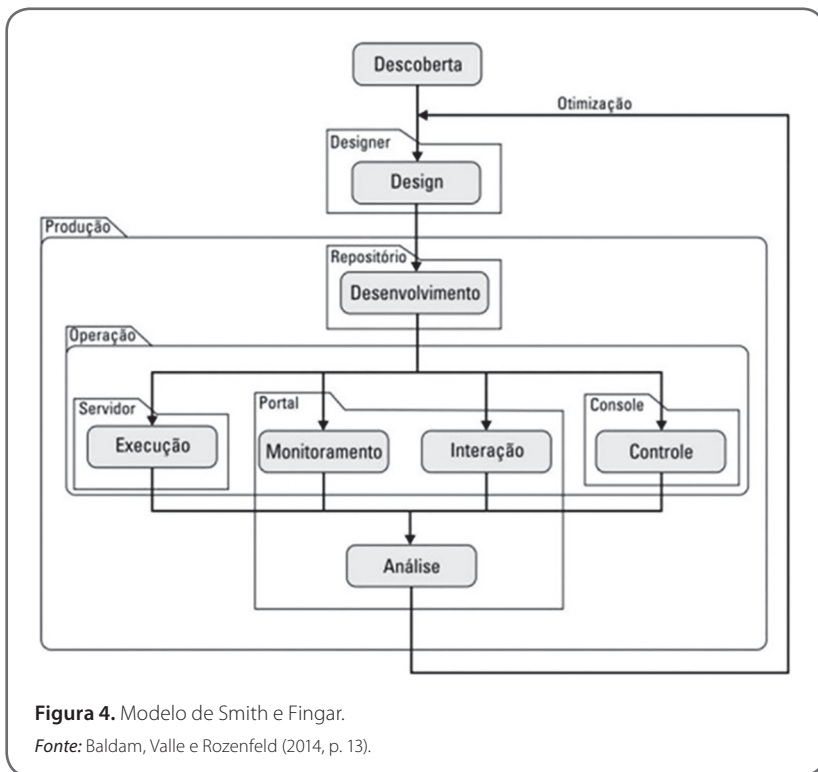 Descoberta
Otimização
Designer
Design
Produção
Repositório
Desenvolvimento
Operação
Servidor
Execução
Portal
Monitoramento
Interação
Console
Controle
Análise
Figura 4. Modelo de Smith e Fingar.
Fonte: Baldam, Valle e Rozenfeld (2014, p. 13).